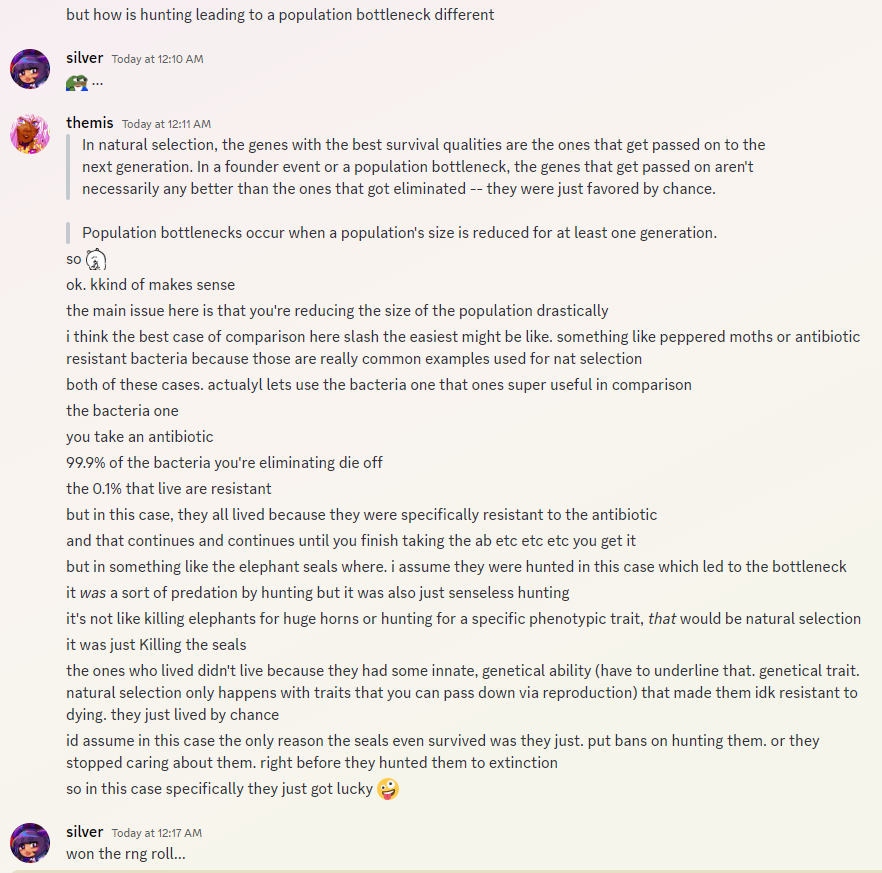 but how is hunting leading to a population bottleneck different
silver Today at 12:10 AM
...
themis Today at 12:11 AM
In natural selection, the genes with the best survival qualities are the ones that get passed on to the
next generation. In a founder event or a population bottleneck, the genes that get passed on aren't
necessarily any better than the ones that got eliminated -- they were just favored by chance.
Population bottlenecks occur when a population's size is reduced for at least one generation.
so
ok. kkind of makes sense
the main issue here is that you're reducing the size of the population drastically
i think the best case of comparison here slash the easiest might be like. something like peppered moths or antibiotic
resistant bacteria because those are really common examples used for nat selection
both of these cases. actualyl lets use the bacteria one that ones super useful in comparison
the bacteria one
you take an antibiotic
99.9% of the bacteria you're eliminating die off
the 0.1% that live are resistant
but in this case, they all lived because they were specifically resistant to the antibiotic
and that continues and continues until you finish taking the ab etc etc etc you get it
but in something like the elephant seals where. i assume they were hunted in this case which led to the bottleneck
it was a sort of predation by hunting but it was also just senseless hunting
it's not like killing elephants for huge horns or hunting for a specific phenotypic trait, that would be natural selection
it was just Killing the seals
the ones who lived didn't live because they had some innate, genetical ability (have to underline that. genetical trait.
natural selection only happens with traits that you can pass down via reproduction) that made them idk resistant to
dying. they just lived by chance
id assume in this case the only reason the seals even survived was they just. put bans on hunting them. or they
stopped caring about them. right before they hunted them to extinction
so in this case specifically they just got lucky
silver Today at 12:17 AM
won the rng roll...